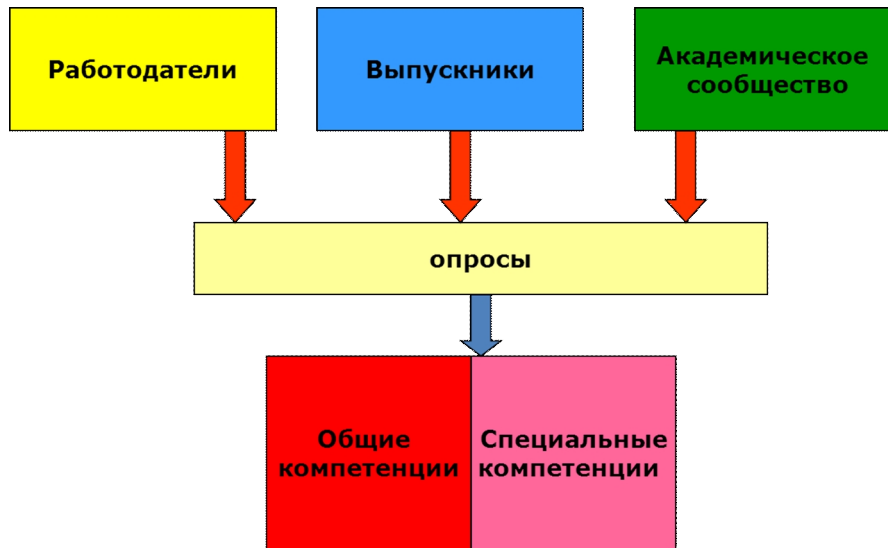 Работодатели
Выпускники
Академическое
сообщество
опросы
Общие
компетенции
Специальные
компетенции